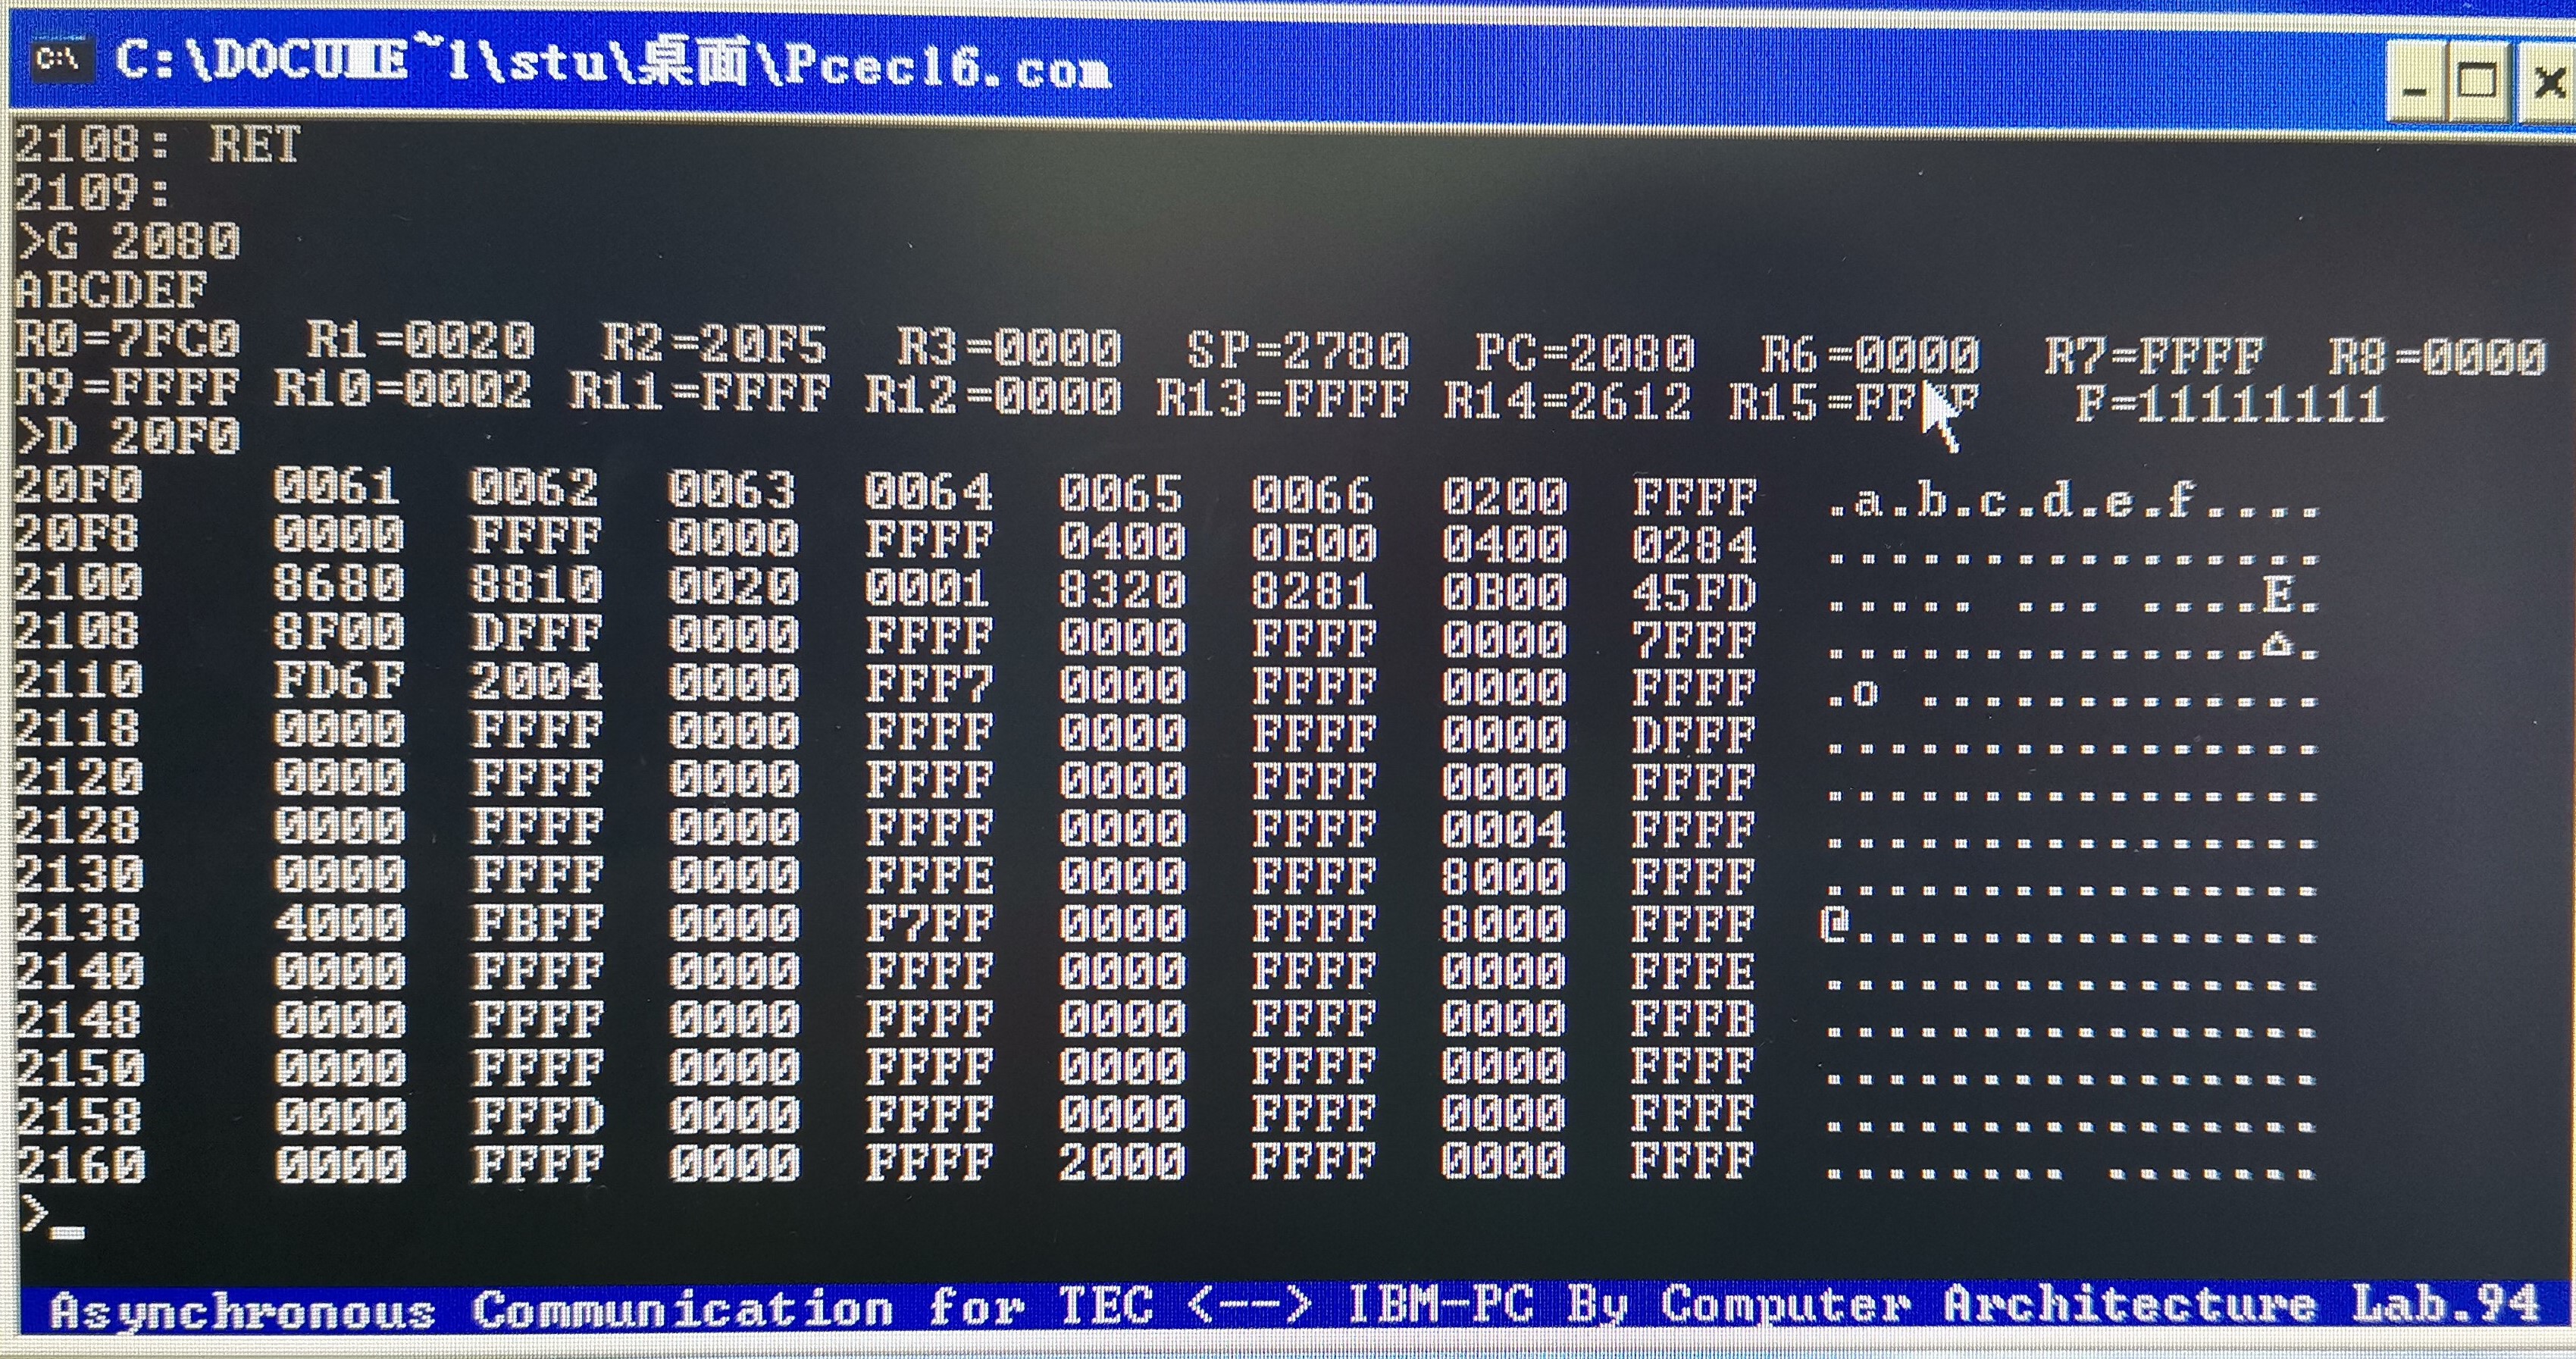 C:\DOCUME~1\stu\桌面\Pcec16.com
2108: RET
2109:
>G 2080
ABCDEF
R0=7FC0 R1=0020 R2=20F5 R3=0000 SP=2780 PC=2080 R6=0000 R7=FFFF R8=0000
R9=FFFF R10=0002 R11=FFFF R12=0000 R13=FFFF R14=2612 R15=FFFF F=11111111
>D 20F0
20F0 0061 0062 0063 0064 0065 0066 0200 FFFF .a.b.c.d.e.f....
20F8 0000 FFFF 0000 FFFF 0400 0E00 0400 0284 ................
2100 8680 8810 0020 0001 8320 8281 0B00 45FD ..... ... ....E.
2108 8F00 DFFF 0000 FFFF 0000 FFFF 0000 7FFF ..............⌂.
2110 FD6F 2004 0000 FFF7 0000 FFFF 0000 FFFF .o .............
2118 0000 FFFF 0000 FFFF 0000 FFFF 0000 DFFF ................
2120 0000 FFFF 0000 FFFF 0000 FFFF 0000 FFFF ................
2128 0000 FFFF 0000 FFFF 0000 FFFF 0004 FFFF ................
2130 0000 FFFF 0000 FFFE 0000 FFFF 8000 FFFF ................
2138 4000 FBFF 0000 F7FF 0000 FFFF 8000 FFFF @...............
2140 0000 FFFF 0000 FFFF 0000 FFFF 0000 FFFE ................
2148 0000 FFFF 0000 FFFF 0000 FFFF 0000 FFFB ................
2150 0000 FFFF 0000 FFFF 0000 FFFF 0000 FFFF ................
2158 0000 FFFD 0000 FFFF 0000 FFFF 0000 FFFF ................
2160 0000 FFFF 0000 FFFF 2000 FFFF 0000 FFFF ........ .......
>_
Asynchronous Communication for TEC <--> IBM-PC By Computer Architecture Lab.94